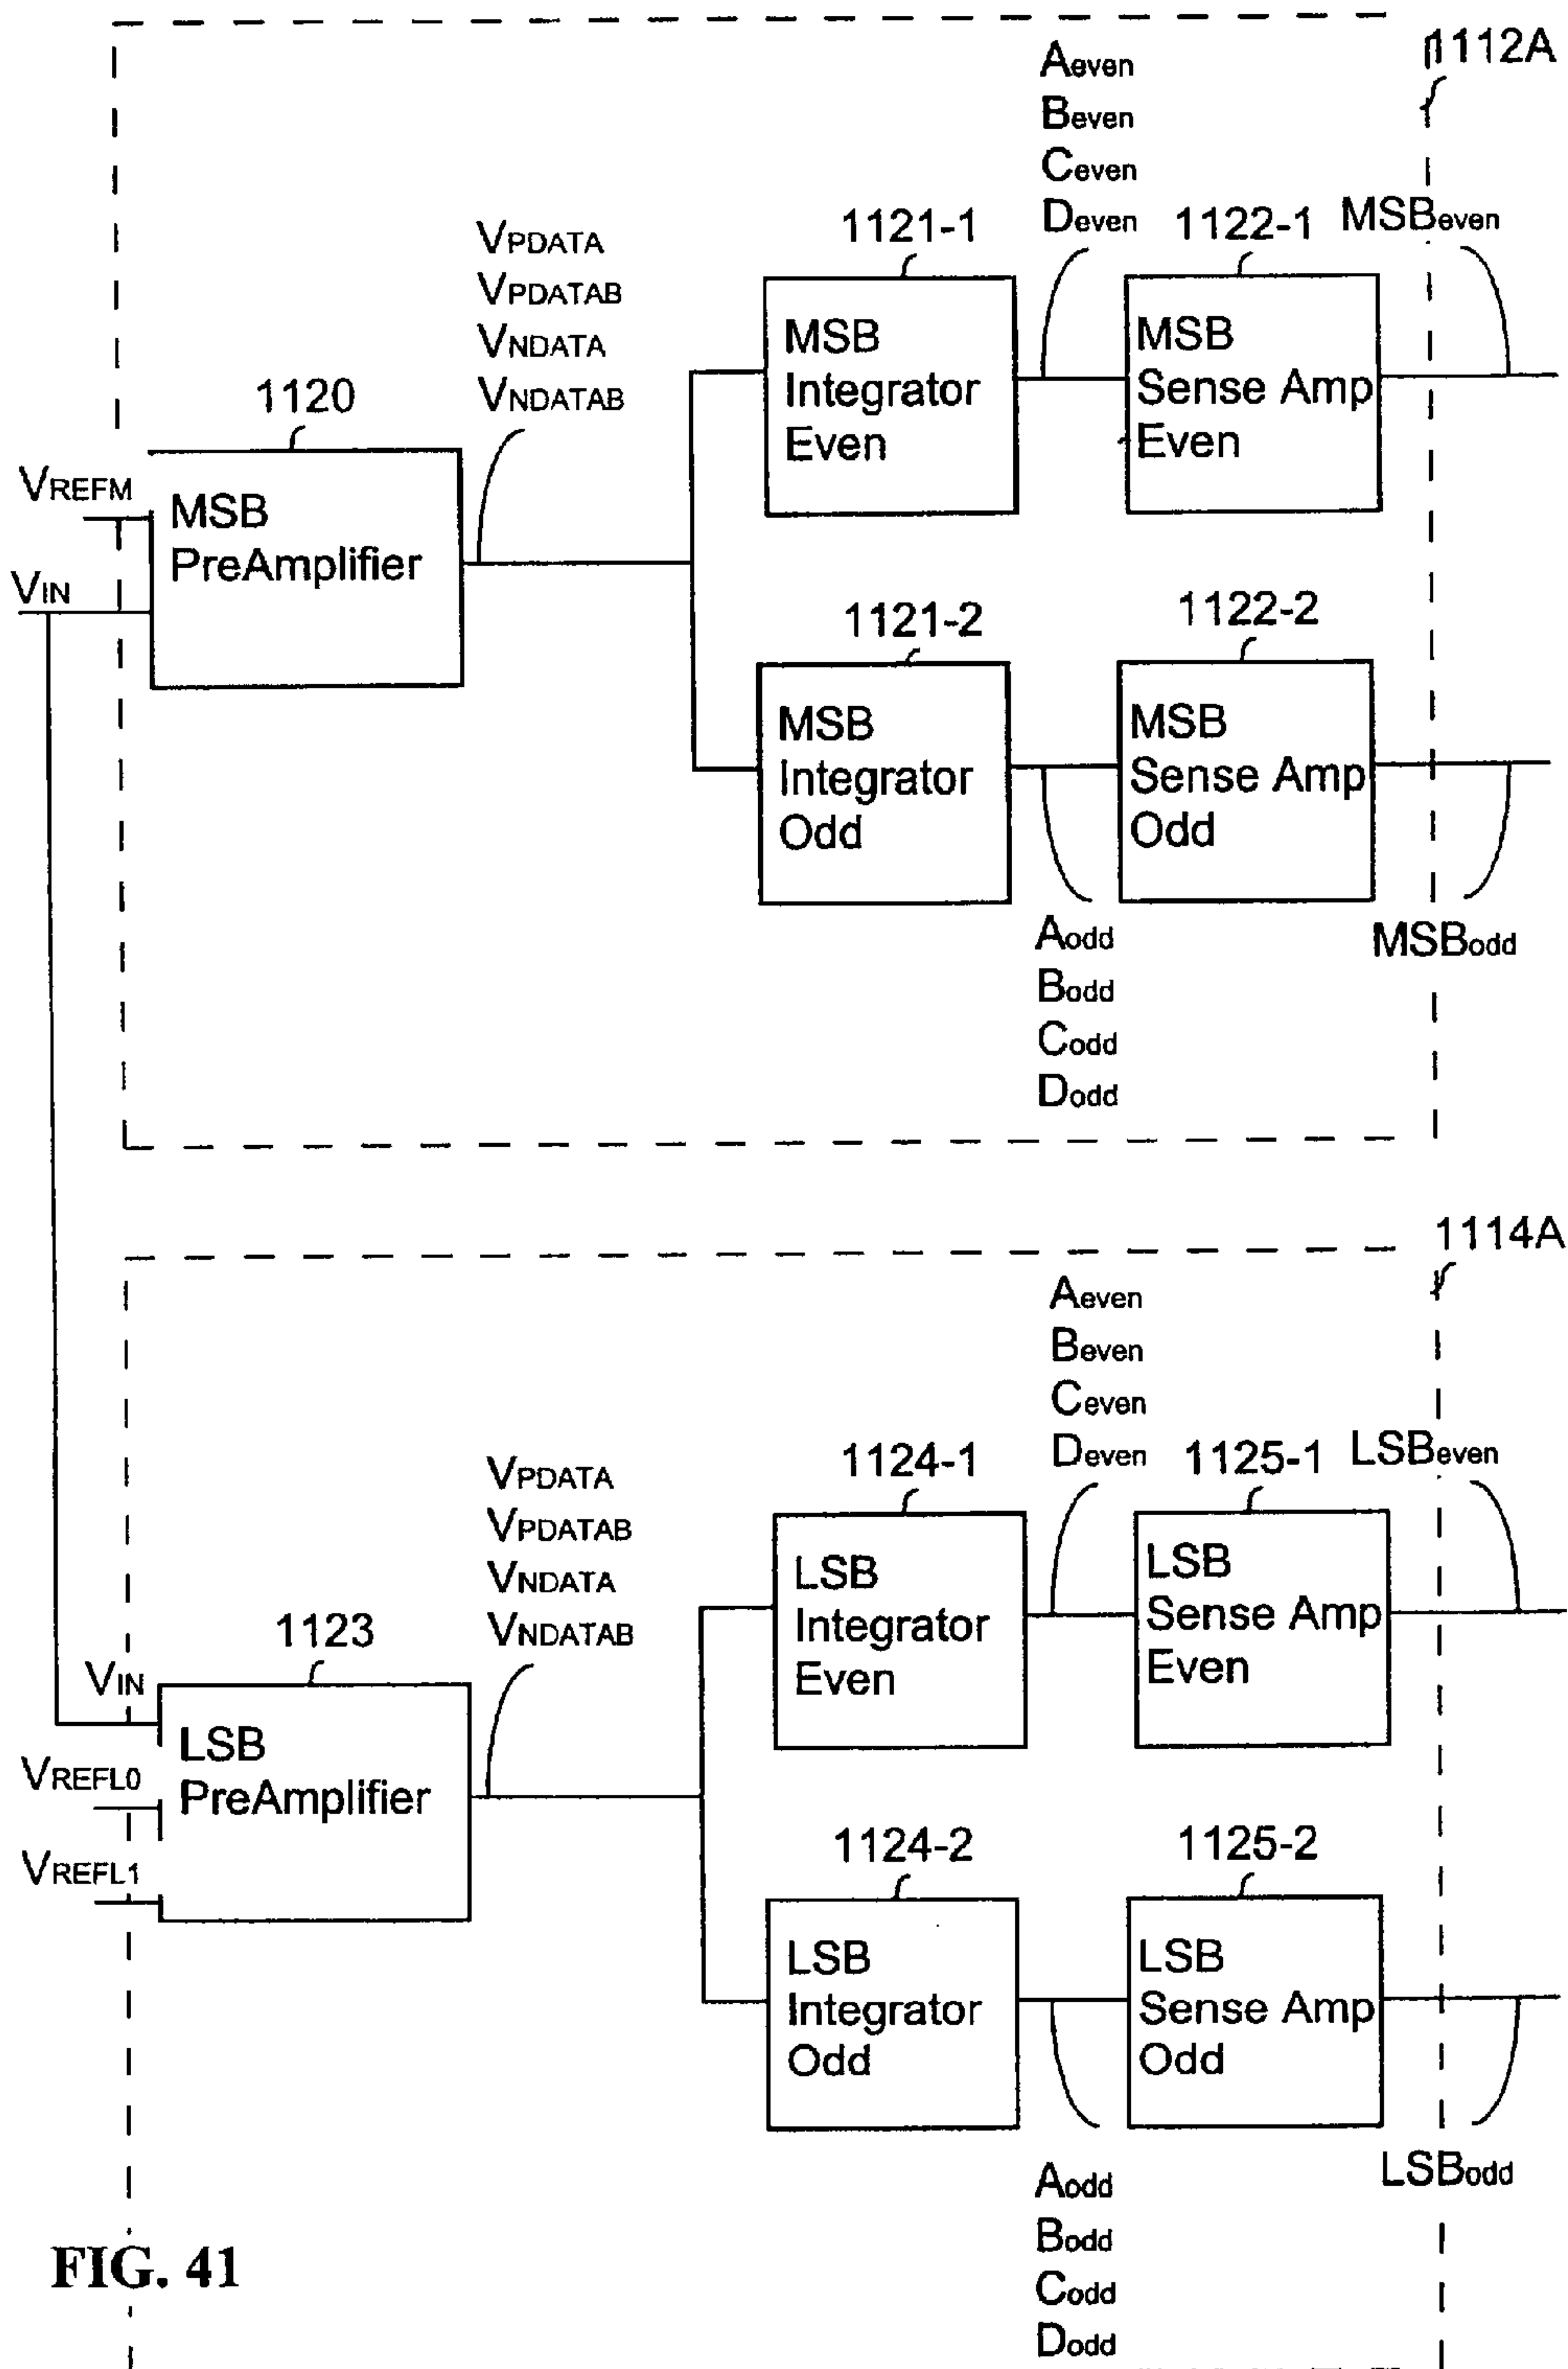 1112A
Aeven
Beven
Ceven
Deven
1121-1
1122-1
MSBeven
VPDATA
VPDATAB
VNDATA
VNDATAB
MSB
Integrator
Even
MSB
Sense Amp
Even
1120
VREFM
VIN
MSB
PreAmplifier
1121-2
1122-2
MSB
Integrator
Odd
MSB
Sense Amp
Odd
Aodd
Bodd
Codd
Dodd
MSBodd
1114A
Aeven
Beven
Ceven
Deven
1124-1
1125-1
LSBeven
VPDATA
VPDATAB
VNDATA
VNDATAB
LSB
Integrator
Even
LSB
Sense Amp
Even
1123
VIN
VREFL0
VREFL1
LSB
PreAmplifier
1124-2
1125-2
LSB
Integrator
Odd
LSB
Sense Amp
Odd
Aodd
Bodd
Codd
Dodd
LSBodd
FIG. 41